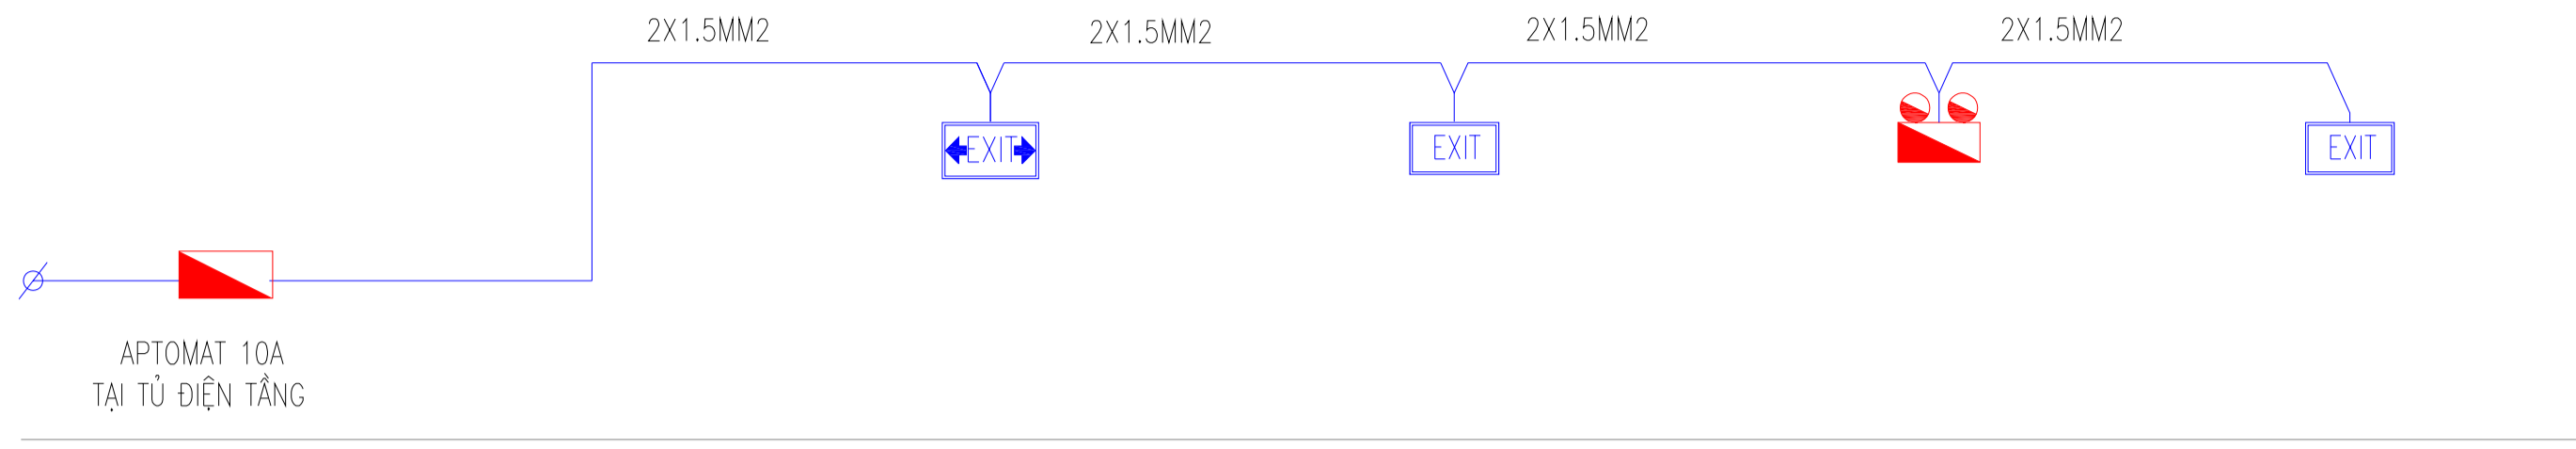 2X1.5MM2
2X1.5MM2
2X1.5MM2
2X1.5MM2
EXIT
EXIT
EXIT
APTOMAT 10A
TẠI TỦ ĐIỆN TẦNG